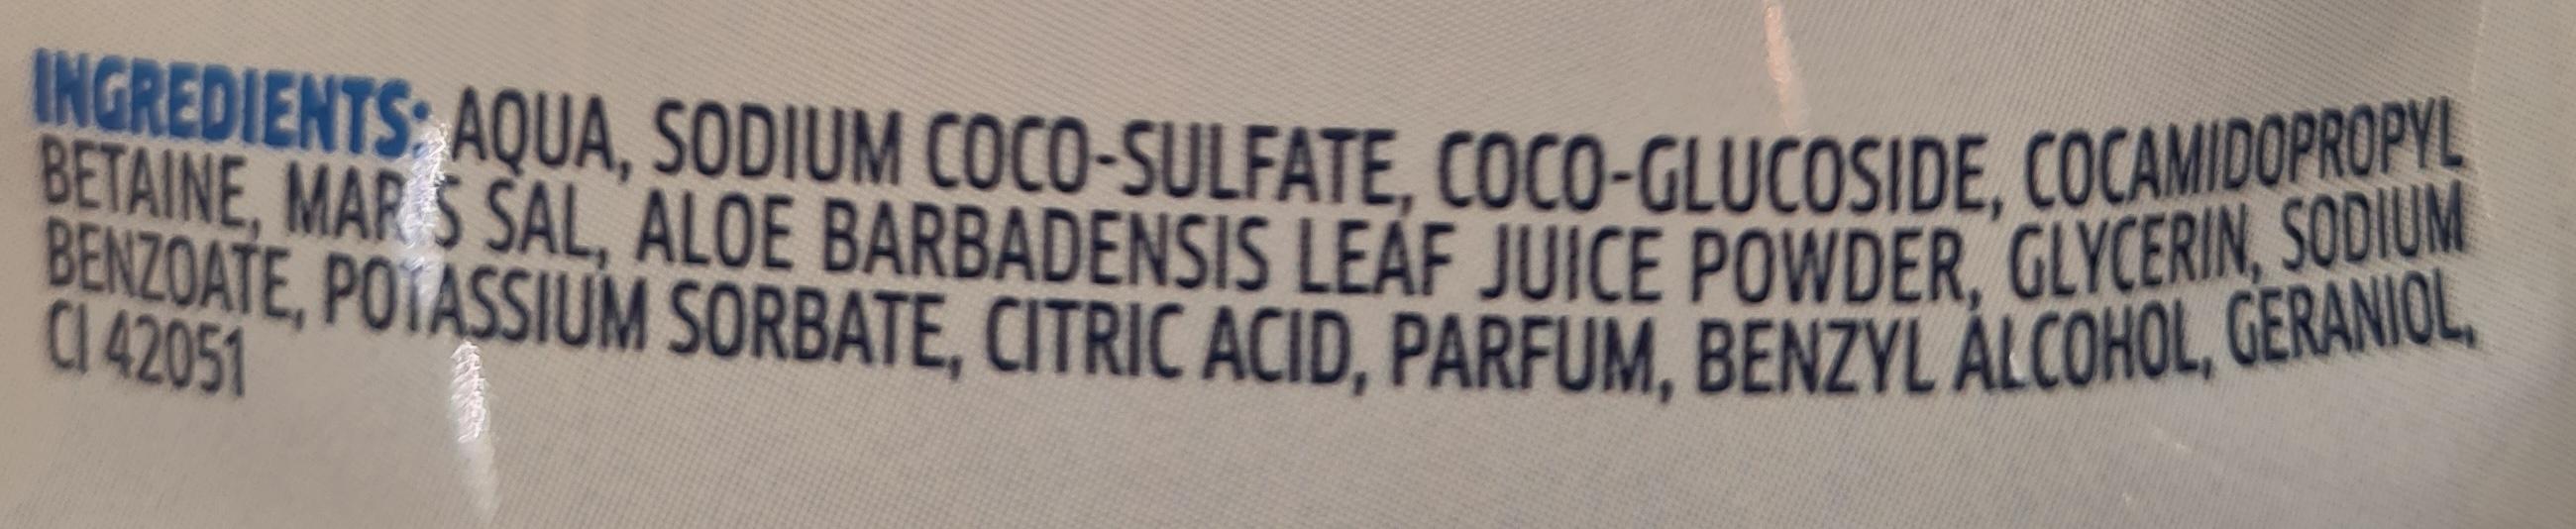 INGREDIENTS: AQUA, SODIUM COCO-SULFATE, COCO-GLUCOSIDE, COCAMIDOPROPYL
BETAINE, MARIS SAL, ALOE BARBADENSIS LEAF JUICE POWDER, GLYCERIN, SODIUM
BENZOATE, POTASSIUM SORBATE, CITRIC ACID, PARFUM, BENZYL ALCOHOL, GERANIOL,
CI 42051